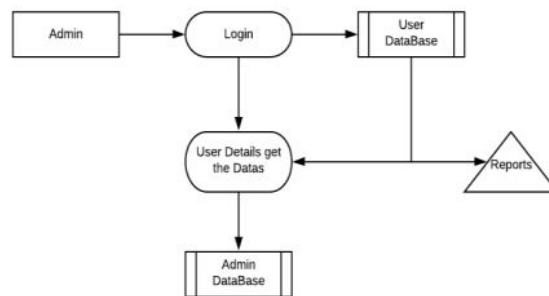 Admin
Login
User
DataBase
User Details get
the Datas
Reports
Admin
DataBase